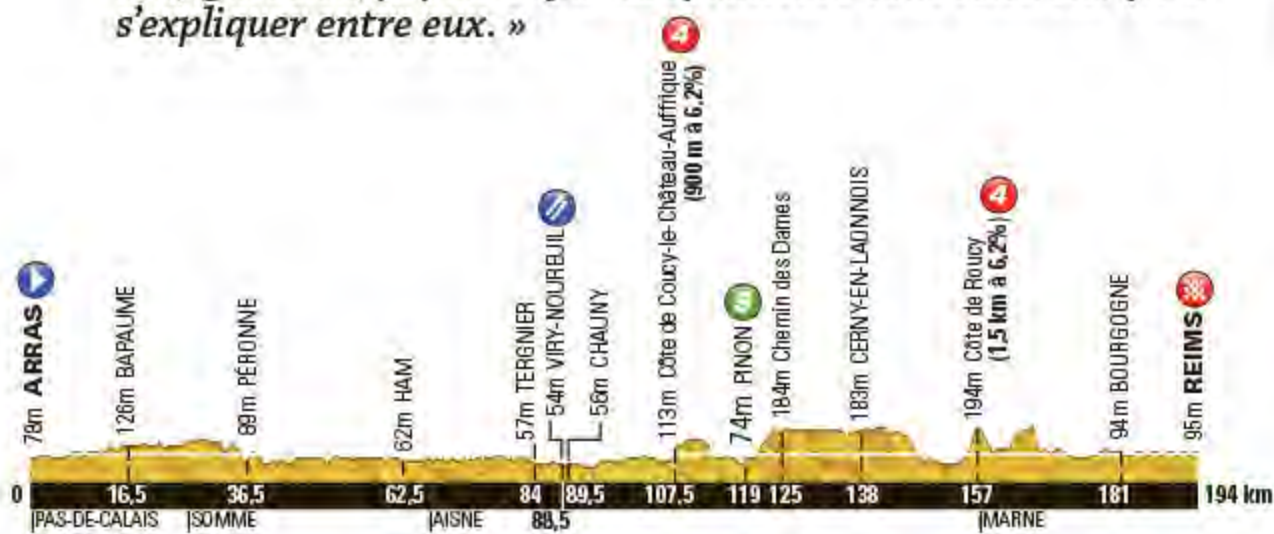 s'expliquer entre eux. »
78m ARRAS
126m BAPAUME
89m PÉRONNE
62m HAM
57m TERGNIER
54m VIRY-NOUREUIL
56m CHAUNY
113m Côte de Coucy-le-Château-Auffrique
(900 m à 6,2%)
4
74m PINON
S
184m Chemin des Dames
183m CERNY-EN-LAONNOIS
194m Côte de Roucy
(1,5 km à 6,2%)
4
94m BOURGOGNE
95m REIMS
0 16,5 36,5 62,5 84 89,5 107,5 119 125 138 157 181 194 km
PAS-DE-CALAIS SOMME AISNE 88,5 MARNE